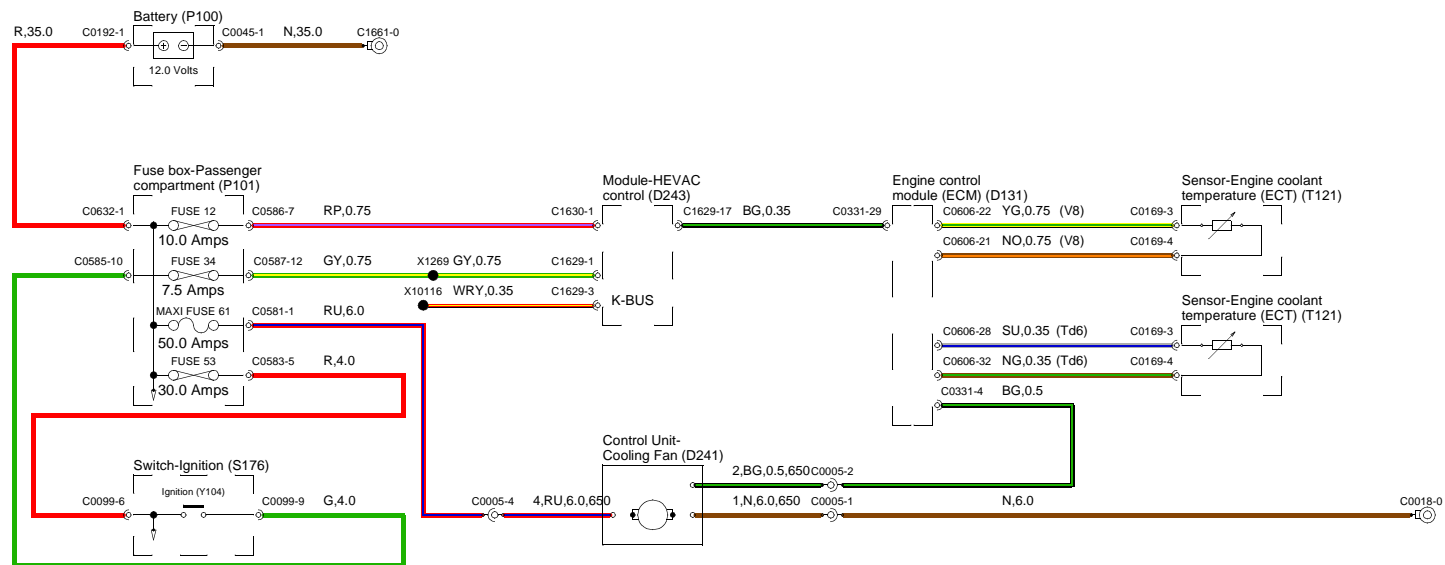 Battery (P100)
R,35.0
C0192-1
C0045-1
N,35.0
C1661-0
12.0 Volts
Fuse box-Passenger
compartment (P101)
Module-HEVAC
control (D243)
Engine control
module (ECM) (D131)
Sensor-Engine coolant
temperature (ECT) (T121)
C0632-1
FUSE 12
C0586-7
RP,0.75
C1630-1
C1629-17
BG,0.35
C0331-29
C0606-22
YG,0.75 (V8)
C0169-3
10.0 Amps
C0606-21
NO,0.75 (V8)
C0169-4
C0585-10
FUSE 34
C0587-12
GY,0.75
X1269
GY,0.75
C1629-1
7.5 Amps
X10116
WRY,0.35
C1629-3
K-BUS
Sensor-Engine coolant
temperature (ECT) (T121)
MAXI FUSE 61
C0581-1
RU,6.0
50.0 Amps
C0606-28
SU,0.35 (Td6)
C0169-3
FUSE 53
C0583-5
R,4.0
C0606-32
NG,0.35 (Td6)
C0169-4
30.0 Amps
C0331-4
BG,0.5
Control Unit-
Cooling Fan (D241)
Switch-Ignition (S176)
2,BG,0.5,650
C0005-2
Ignition (Y104)
C0099-6
C0099-9
G,4.0
C0005-4
4,RU,6.0,650
1,N,6.0,650
C0005-1
N,6.0
C0018-0